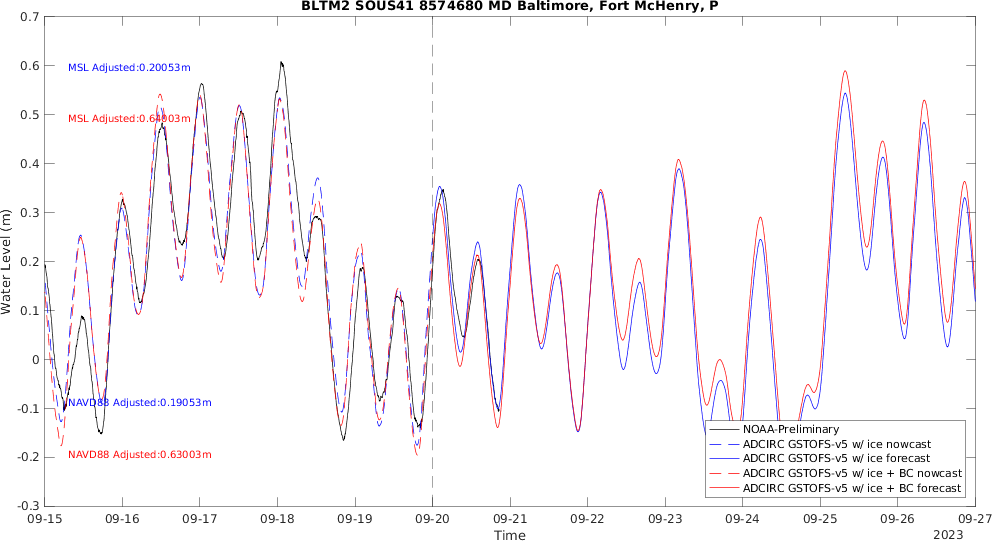 BLTM2 SOUS41 8574680 MD Baltimore, Fort McHenry, P
0.7
0.6
0.5
0.4
0.3
0.2
0.1
0
-0.1
-0.2
-0.3
Water Level (m)
MSL Adjusted:0.20053m
MSL Adjusted:0.64003m
NAVD88 Adjusted:0.19053m
NAVD88 Adjusted:0.63003m
NOAA-Preliminary
ADCIRC GSTOFS-v5 w/ ice nowcast
ADCIRC GSTOFS-v5 w/ ice forecast
ADCIRC GSTOFS-v5 w/ ice + BC nowcast
ADCIRC GSTOFS-v5 w/ ice + BC forecast
09-15 09-16 09-17 09-18 09-19 09-20 09-21 09-22 09-23 09-24 09-25 09-26 09-27
Time
2023